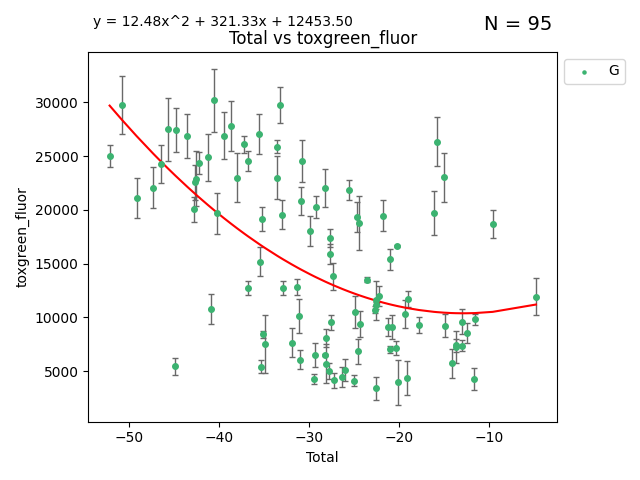 y = 12.48x^2 + 321.33x + 12453.50
N = 95
Total vs toxgreen_fluor
G
toxgreen_fluor
30000
25000
20000
15000
10000
5000
−50 −40 −30 −20 −10
Total